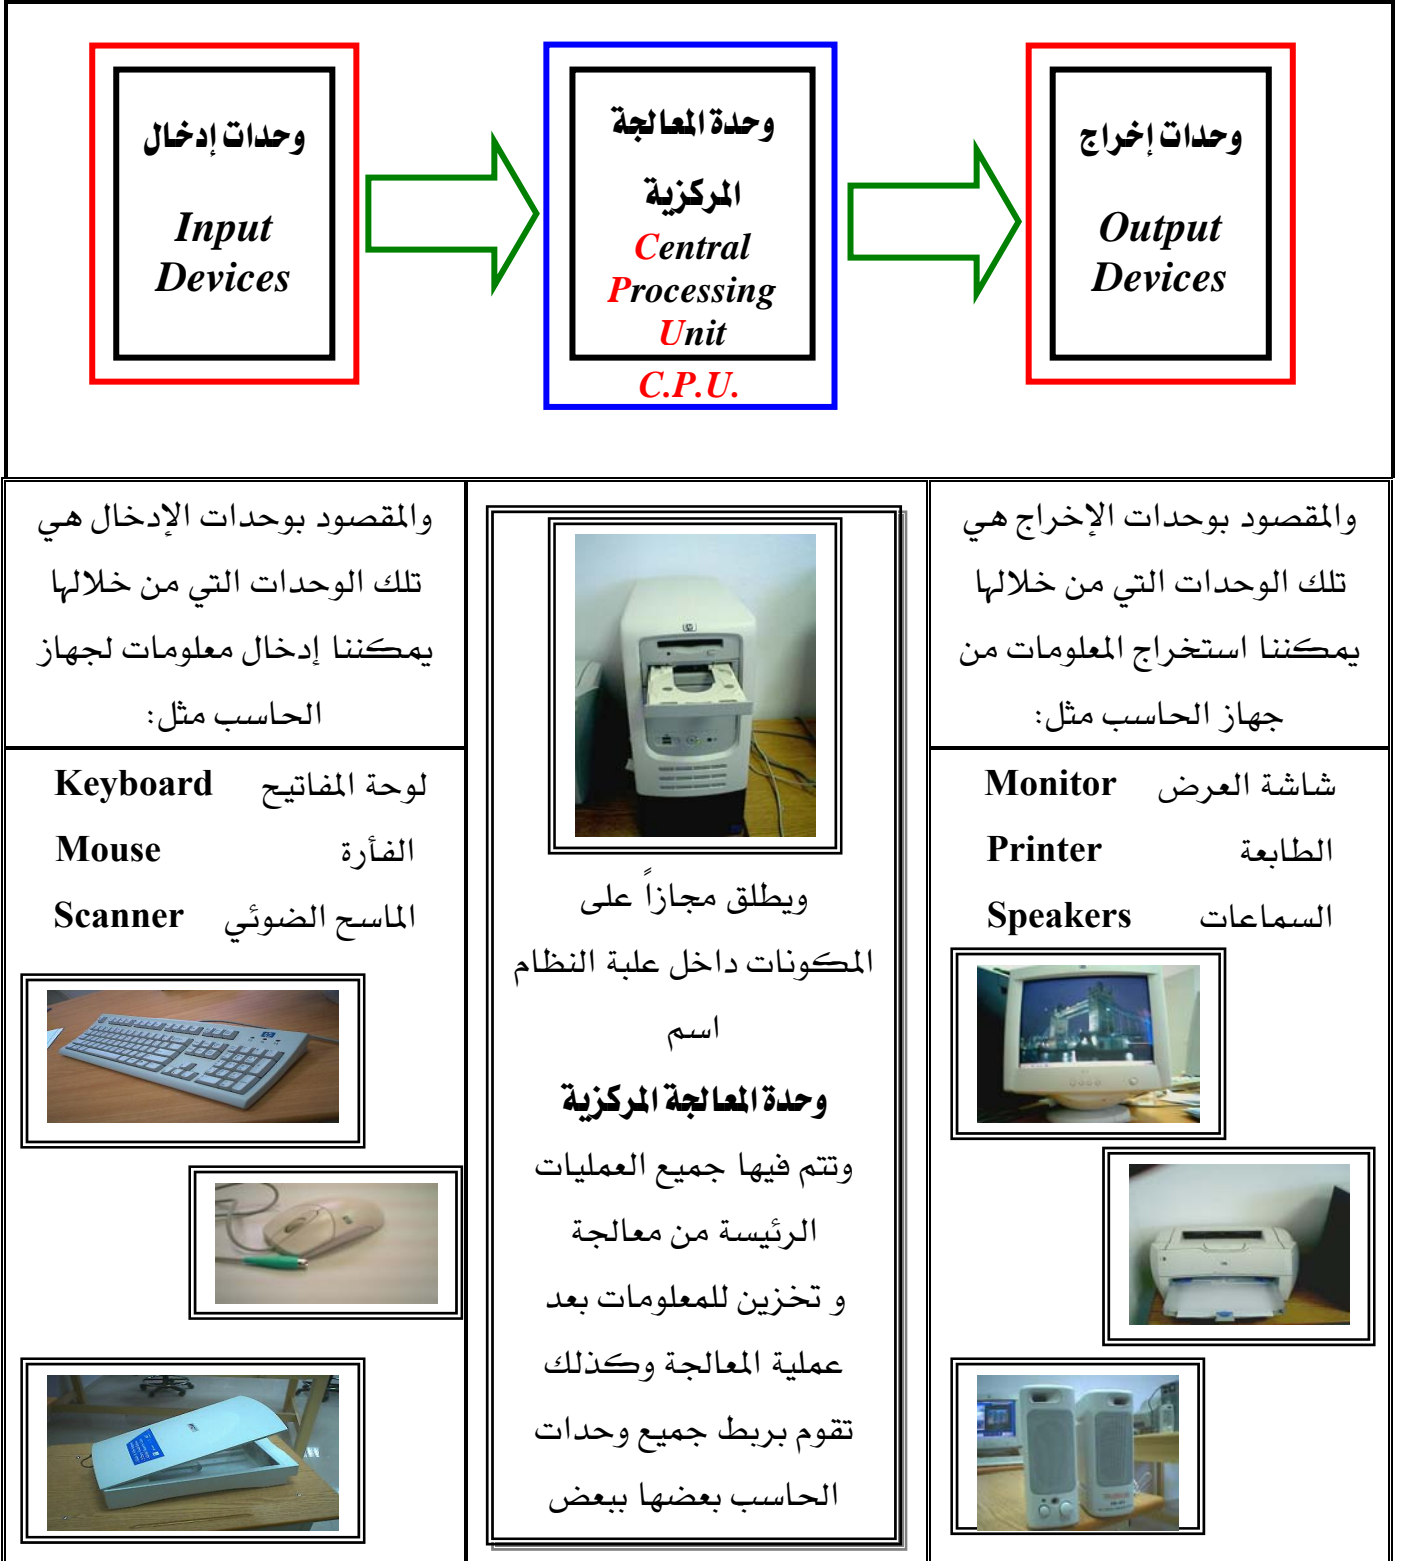 وحدات إدخال
Input
Devices
وحدة المعالجة
المركزية
Central
Processing
Unit
C.P.U.
وحدات إخراج
Output
Devices
والمقصود بوحدات الإدخال هي
تلك الوحدات التي من خلالها
يمكننا إدخال معلومات لجهاز
الحاسب مثل:
لوحة المفاتيح Keyboard
الفأرة Mouse
الماسح الضوئي Scanner
ويطلق مجازاً على
المكونات داخل علبة النظام
اسم
وحدة المعالجة المركزية
وتتم فيها جميع العمليات
الرئيسة من معالجة
و تخزين للمعلومات بعد
عملية المعالجة وكذلك
تقوم بربط جميع وحدات
الحاسب بعضها ببعض
والمقصود بوحدات الإخراج هي
تلك الوحدات التي من خلالها
يمكننا استخراج المعلومات من
جهاز الحاسب مثل:
شاشة العرض Monitor
الطابعة Printer
السماعات Speakers